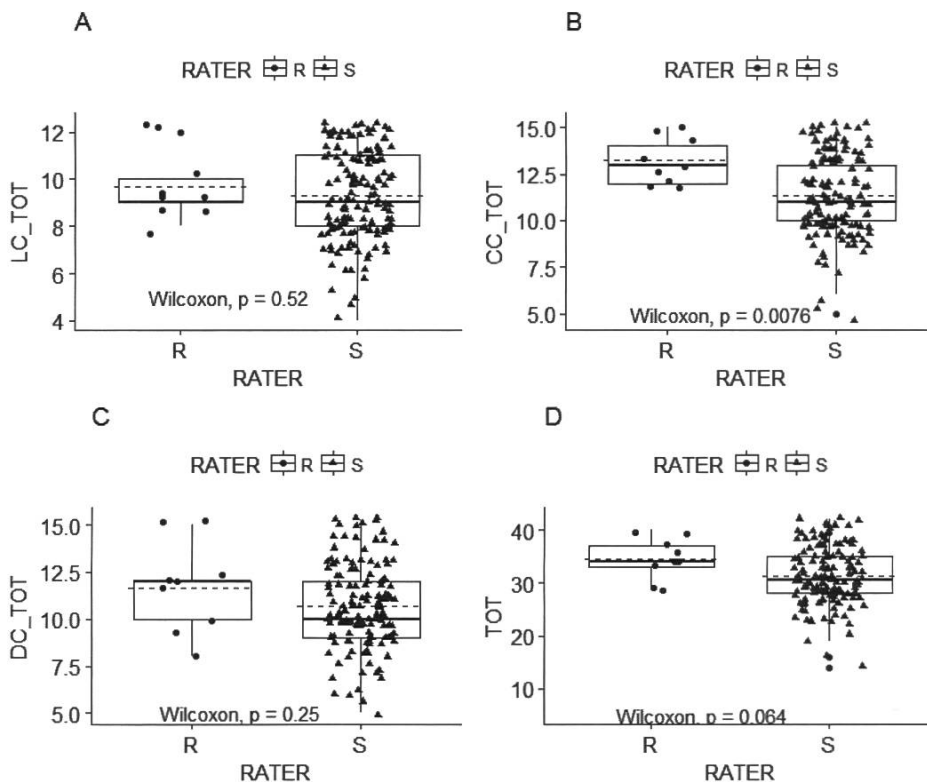 A
RATER R S
LC_TOT
12
10
8
6
4
Wilcoxon, p = 0.52
R S
RATER
B
RATER R S
CC_TOT
15.0
12.5
10.0
7.5
5.0
Wilcoxon, p = 0.0076
R S
RATER
C
RATER R S
DC_TOT
15.0
12.5
10.0
7.5
5.0
Wilcoxon, p = 0.25
R S
RATER
D
RATER R S
TOT
40
30
20
10
Wilcoxon, p = 0.064
R S
RATER